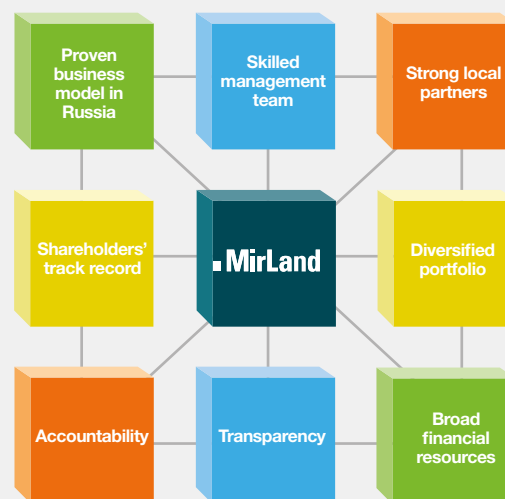 Proven
business
model in
Russia
Skilled
management
team
Strong local
partners
Shareholders’
track record
MirLand
Diversified
portfolio
Accountability
Transparency
Broad
financial
resources